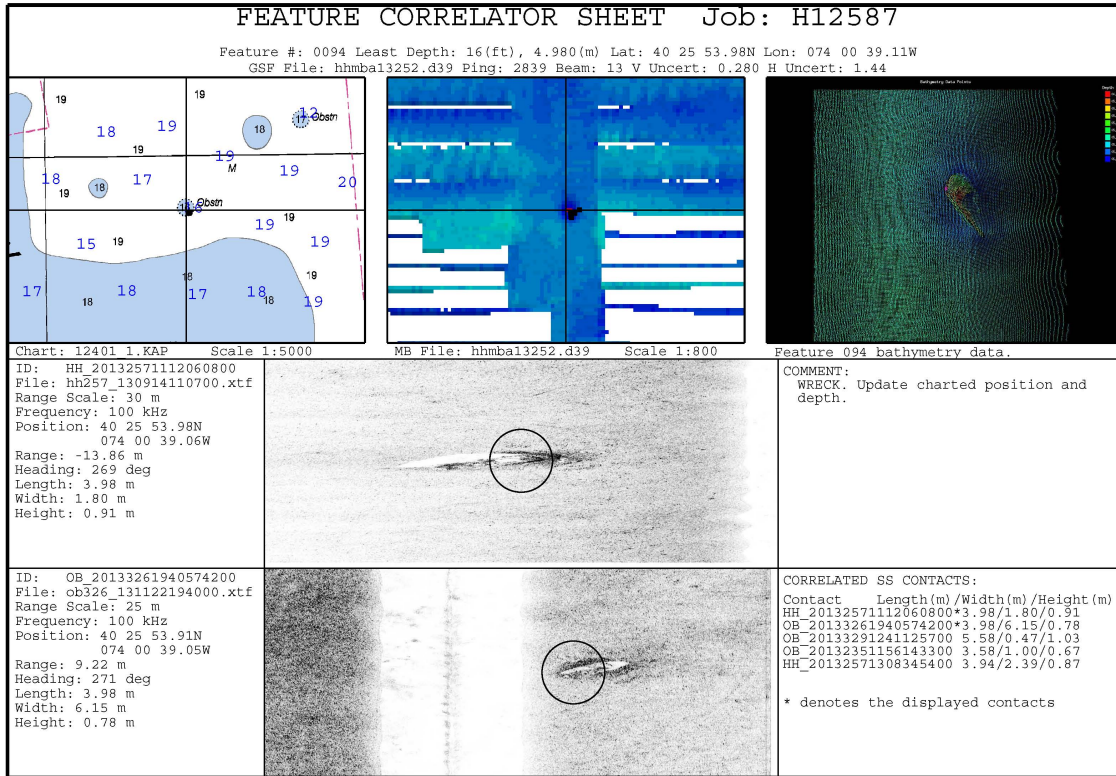 FEATURE CORRELATOR SHEET Job: H12587
Feature #: 0094 Least Depth: 16(ft), 4.980(m) Lat: 40 25 53.98N Lon: 074 00 39.11W
GSF File: hhmba13252.d39 Ping: 2839 Beam: 13 V Uncert: 0.280 H Uncert: 1.44
19 19 12
18 19 18 17 Obstn
19 19
M
18 19 18 17 19 20
Obstn
19 19
15 19 19
18 19
17 18 18 17 18 18 19
Chart: 12401_1.KAP Scale 1:5000
MB File: hhmba13252.d39 Scale 1:800
Bathymetry Data Points
Depth
Feature 094 bathymetry data.
ID: HH_20132571112060800
File: hh257_130914110700.xtf
Range Scale: 30 m
Frequency: 100 kHz
Position: 40 25 53.98N
074 00 39.06W
Range: -13.86 m
Heading: 269 deg
Length: 3.98 m
Width: 1.80 m
Height: 0.91 m
COMMENT:
WRECK. Update charted position and
depth.
ID: OB_20133261940574200
File: ob326_131122194000.xtf
Range Scale: 25 m
Frequency: 100 kHz
Position: 40 25 53.91N
074 00 39.05W
Range: 9.22 m
Heading: 271 deg
Length: 3.98 m
Width: 6.15 m
Height: 0.78 m
CORRELATED SS CONTACTS:
Contact Length(m)/Width(m)/Height(m)
HH_20132571112060800*3.98/1.80/0.91
OB_20133261940574200*3.98/6.15/0.78
OB_20133291241125700 5.58/0.47/1.03
OB_20132351156143300 3.58/1.00/0.67
HH_20132571308345400 3.94/2.39/0.87
* denotes the displayed contacts